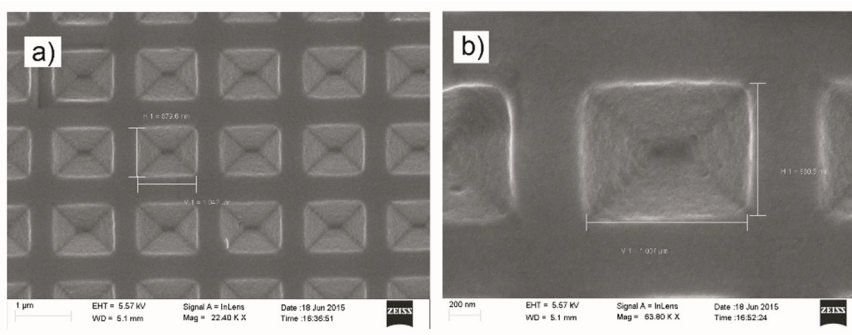 a)
1 µm
EHT = 5.57 kV
WD = 5.1 mm
Signal A = InLens
Mag = 22.40 K X
Date :18 Jun 2015
Time :16:36:51
ZEISS
b)
200 nm
EHT = 5.57 kV
WD = 5.1 mm
Signal A = InLens
Mag = 63.80 K X
Date :18 Jun 2015
Time :16:52:24
ZEISS